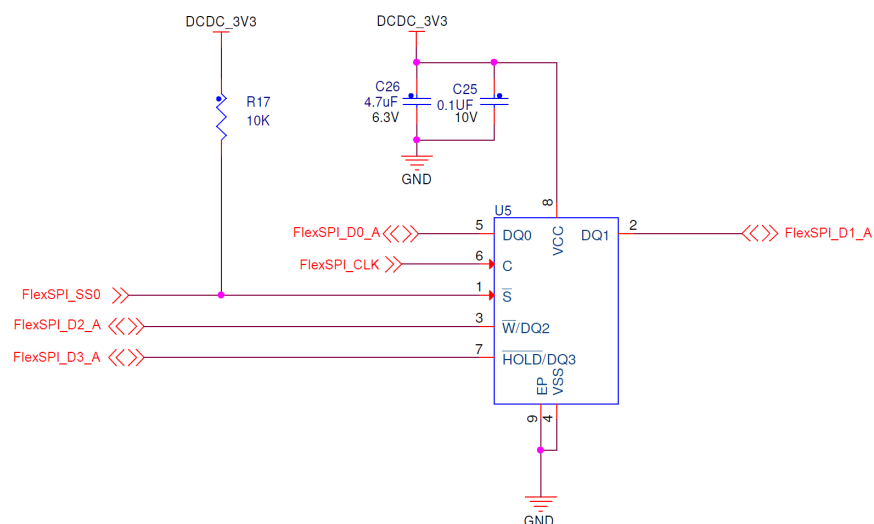 DCDC_3V3
DCDC_3V3
R17
10K
C26
4.7uF
6.3V
C25
0.1UF
10V
GND
U5
8
VCC
FlexSPI_D0_A
5
DQ0
DQ1
2
FlexSPI_D1_A
FlexSPI_CLK
6
C
FlexSPI_SS0
1
S
FlexSPI_D2_A
3
W/DQ2
FlexSPI_D3_A
7
HOLD/DQ3
EP
VSS
9
4
GND